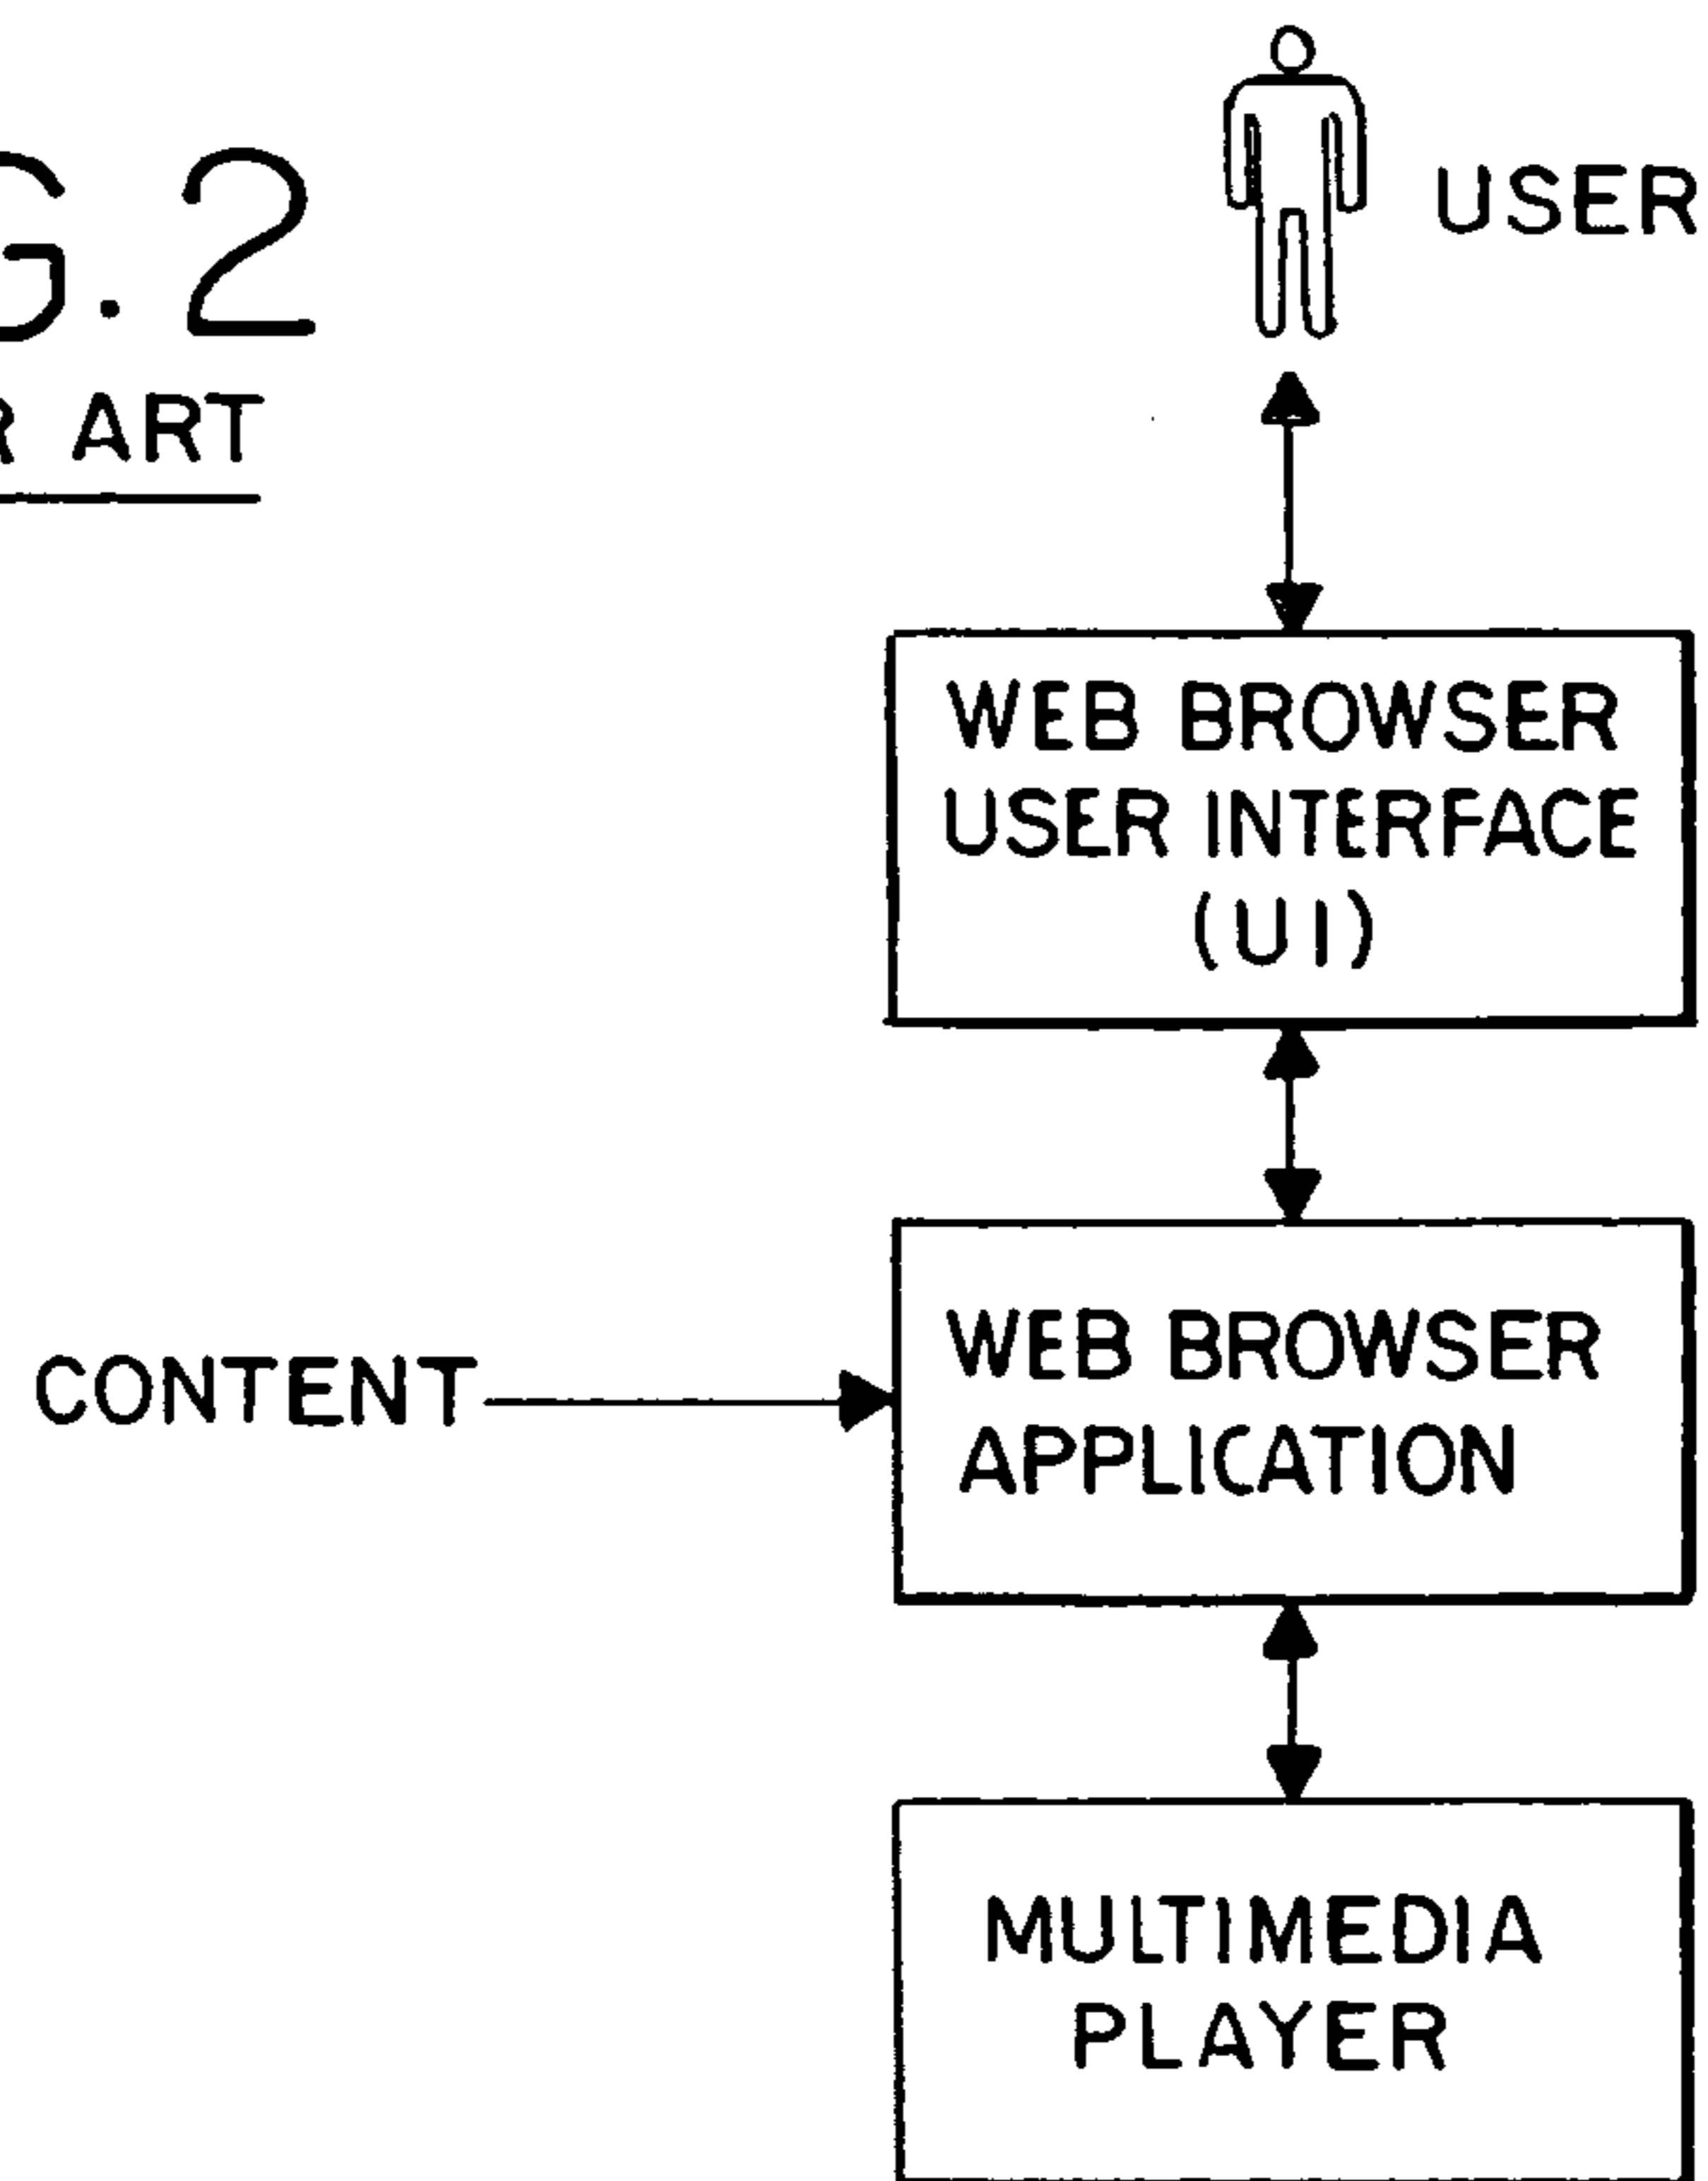 G.2
USER
R ART
WEB BROWSER
USER INTERFACE
(UI)
CONTENT
WEB BROWSER
APPLICATION
MULTIMEDIA
PLAYER